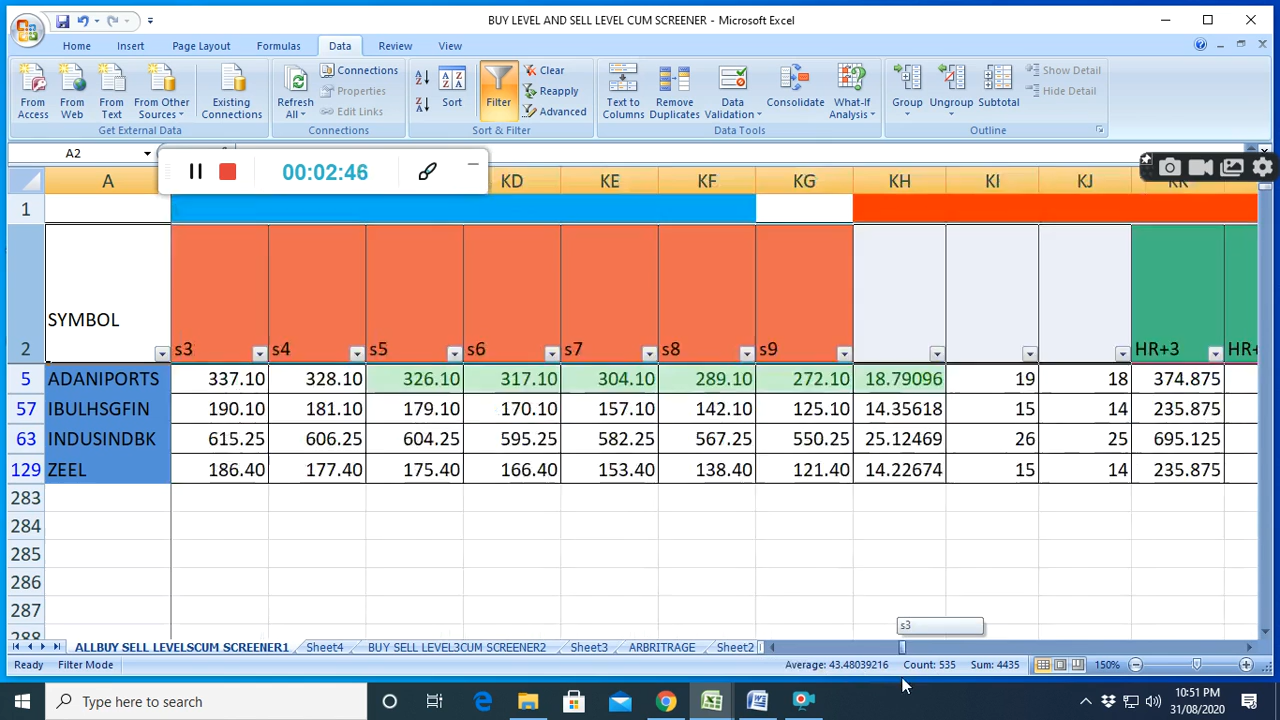 BUY LEVEL AND SELL LEVEL CUM SCREENER - Microsoft Excel
Home Insert Page Layout Formulas Data Review View
From Access
From Web
From Text
From Other Sources
Existing Connections
Get External Data
Refresh All
Connections
Properties
Edit Links
Connections
Sort
Filter
Clear
Reapply
Advanced
Sort & Filter
Text to Columns
Remove Duplicates
Data Validation
Consolidate
What-If Analysis
Data Tools
Group
Ungroup
Subtotal
Show Detail
Hide Detail
Outline
A2
00:02:46
A KD KE KF KG KH KI KJ
1
2 SYMBOL s3 s4 s5 s6 s7 s8 s9 HR+3
5 ADANIPORTS 337.10 328.10 326.10 317.10 304.10 289.10 272.10 18.79096 19 18 374.875
57 IBULHSGFIN 190.10 181.10 179.10 170.10 157.10 142.10 125.10 14.35618 15 14 235.875
63 INDUSINDBK 615.25 606.25 604.25 595.25 582.25 567.25 550.25 25.12469 26 25 695.125
129 ZEEL 186.40 177.40 175.40 166.40 153.40 138.40 121.40 14.22674 15 14 235.875
283
284
285
286
287
288
s3
ALLBUY SELL LEVELSCUM SCREENER1 Sheet4 BUY SELL LEVEL3CUM SCREENER2 Sheet3 ARBRITRAGE Sheet2
Ready Filter Mode Average: 43.48039216 Count: 535 Sum: 4435 150%
Type here to search
10:51 PM
31/08/2020